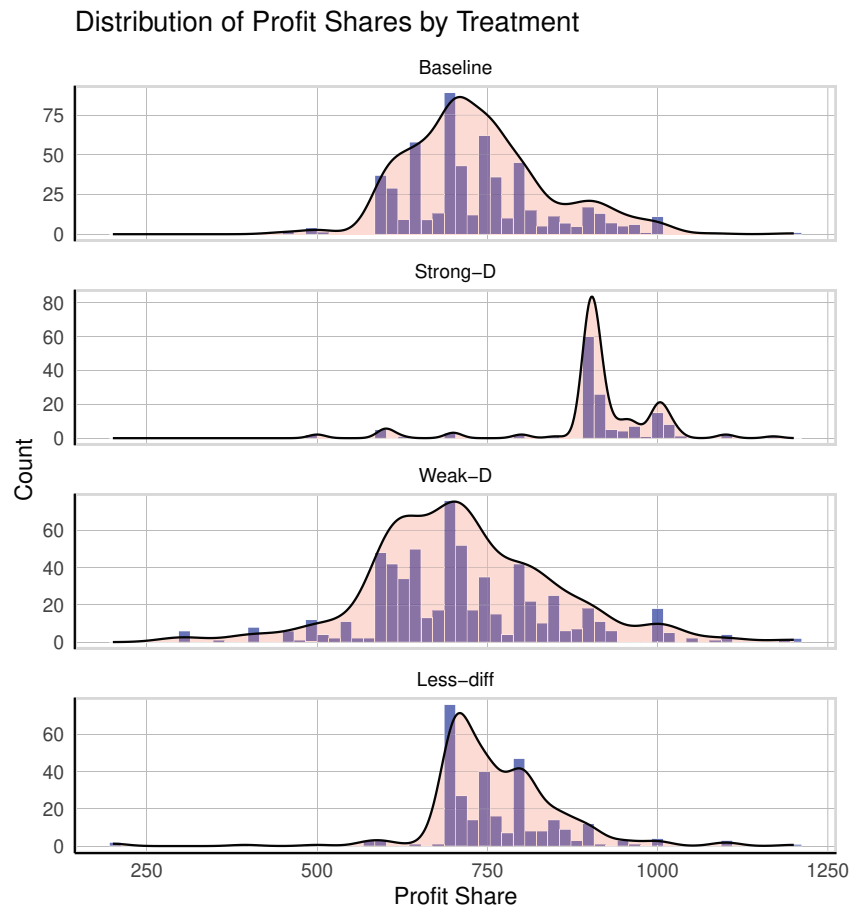 Distribution of Profit Shares by Treatment
Baseline
75
50
25
0
Strong−D
80
60
40
20
0
Weak−D
60
40
20
0
Less−diff
60
40
20
0
250 500 750 1000 1250
Profit Share
Count